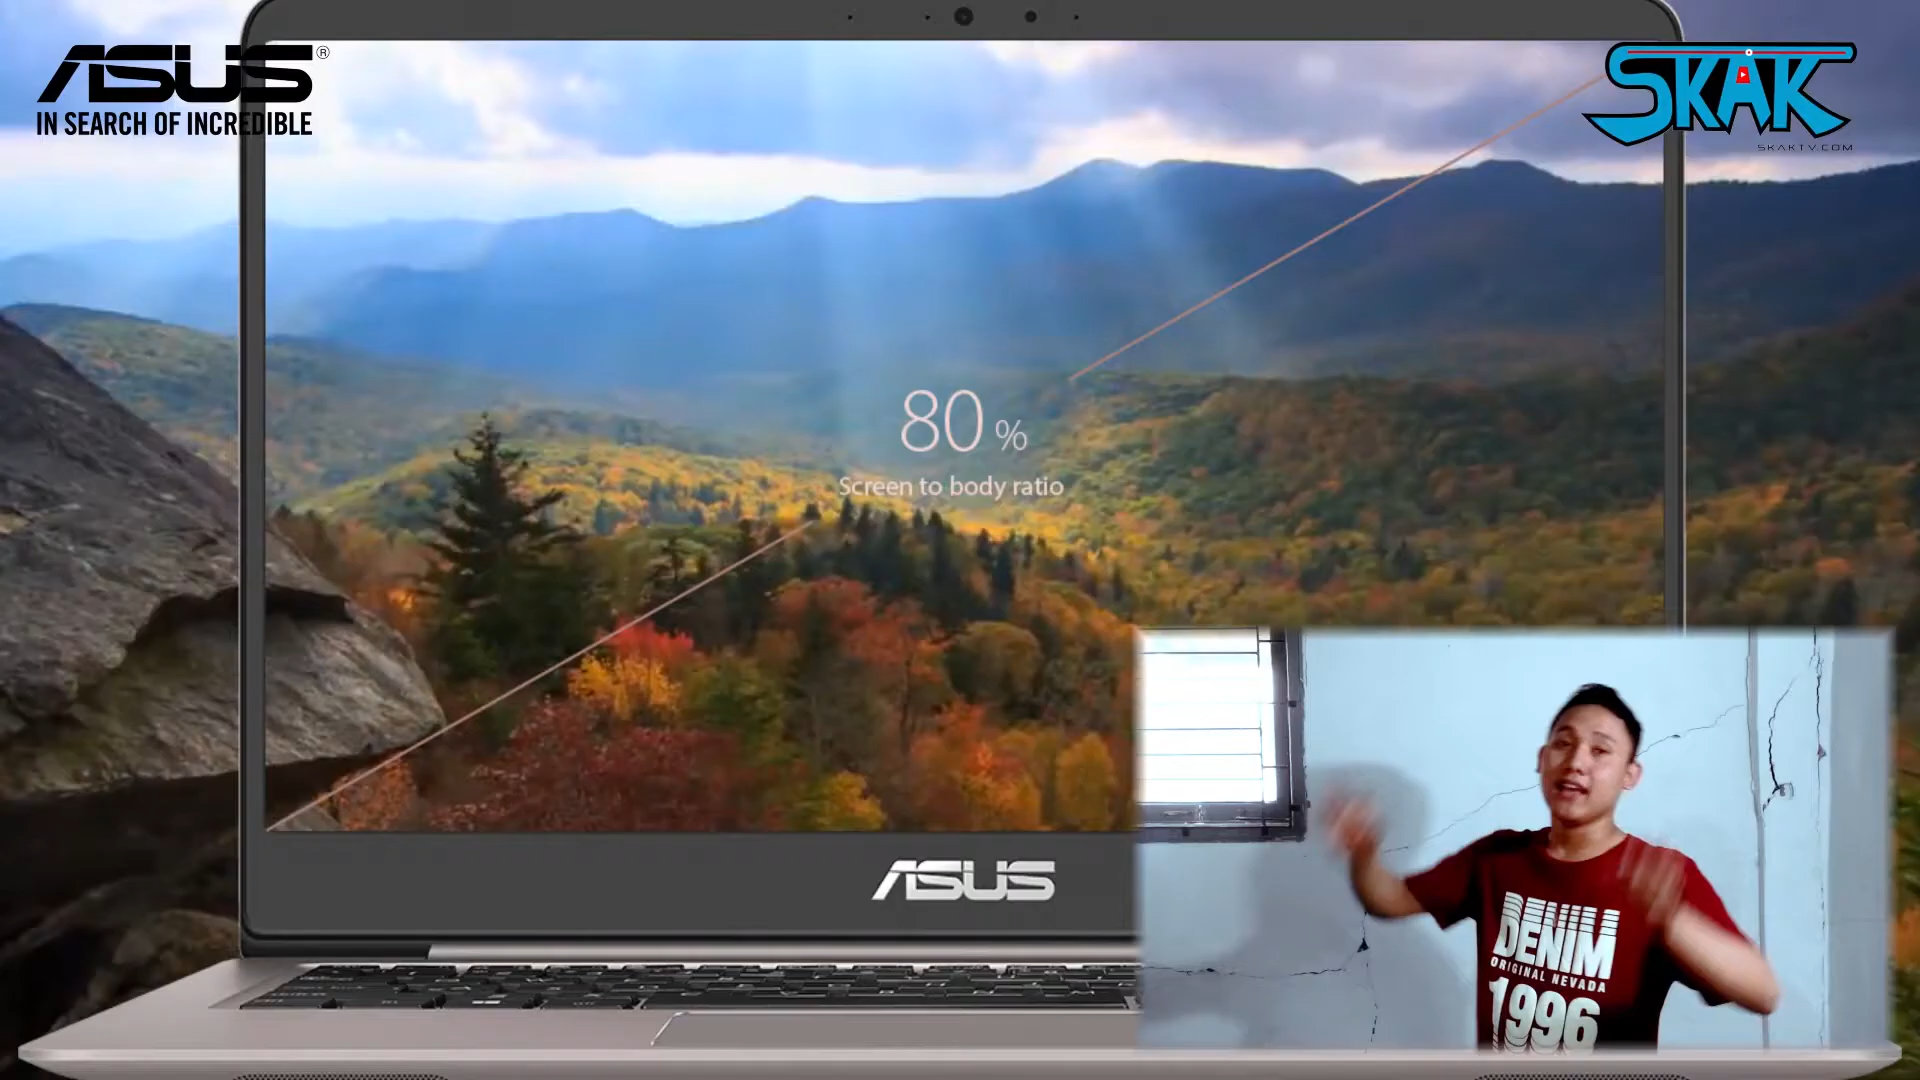 ASUS®
IN SEARCH OF INCREDIBLE
SKAK
SKAKTV.COM
80 %
Screen to body ratio
ASUS
DENIM
ORIGINAL NEVADA
1996